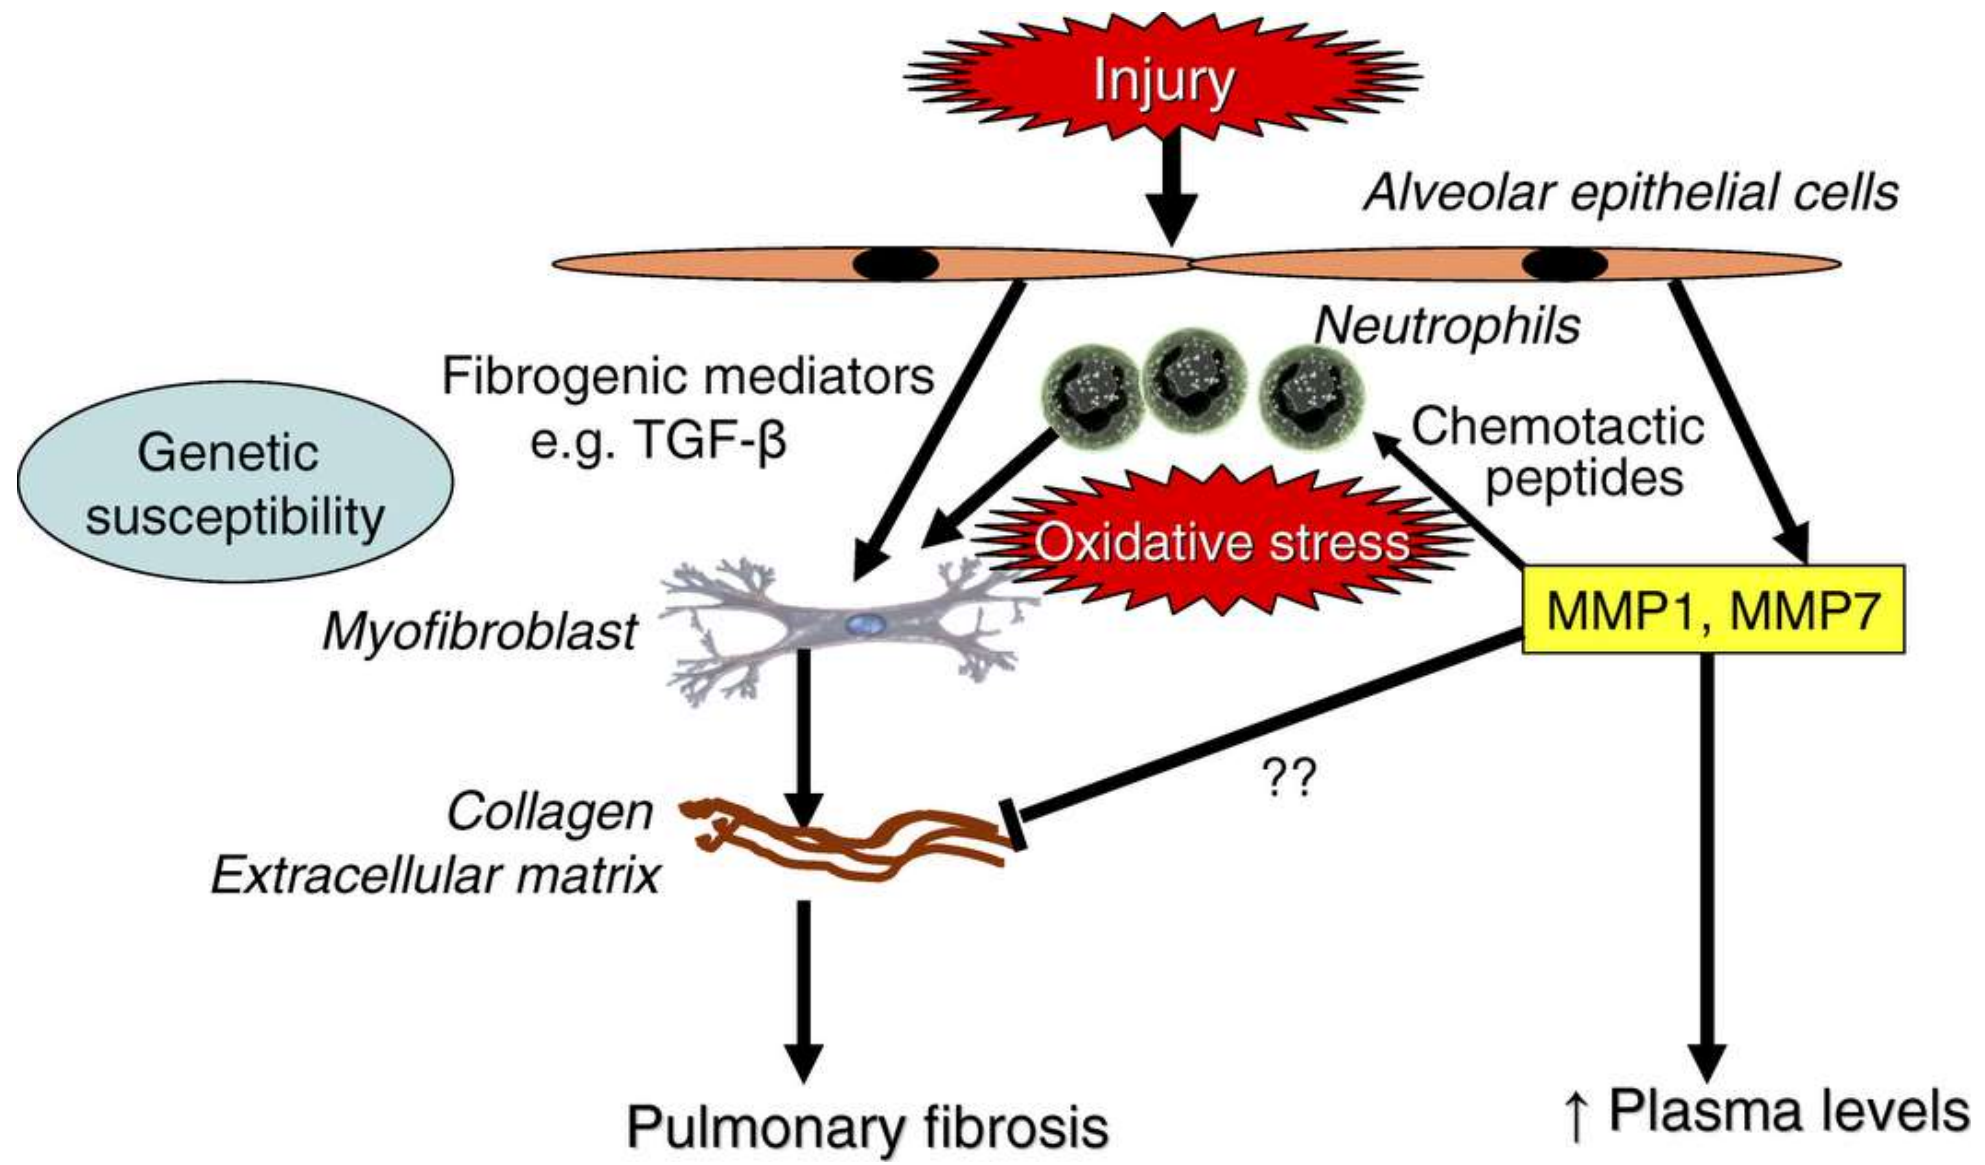 Injury
Alveolar epithelial cells
Neutrophils
Fibrogenic mediators
e.g. TGF-β
Chemotactic
peptides
Genetic
susceptibility
Oxidative stress
MMP1, MMP7
Myofibroblast
??
Collagen
Extracellular matrix
Pulmonary fibrosis
↑ Plasma levels